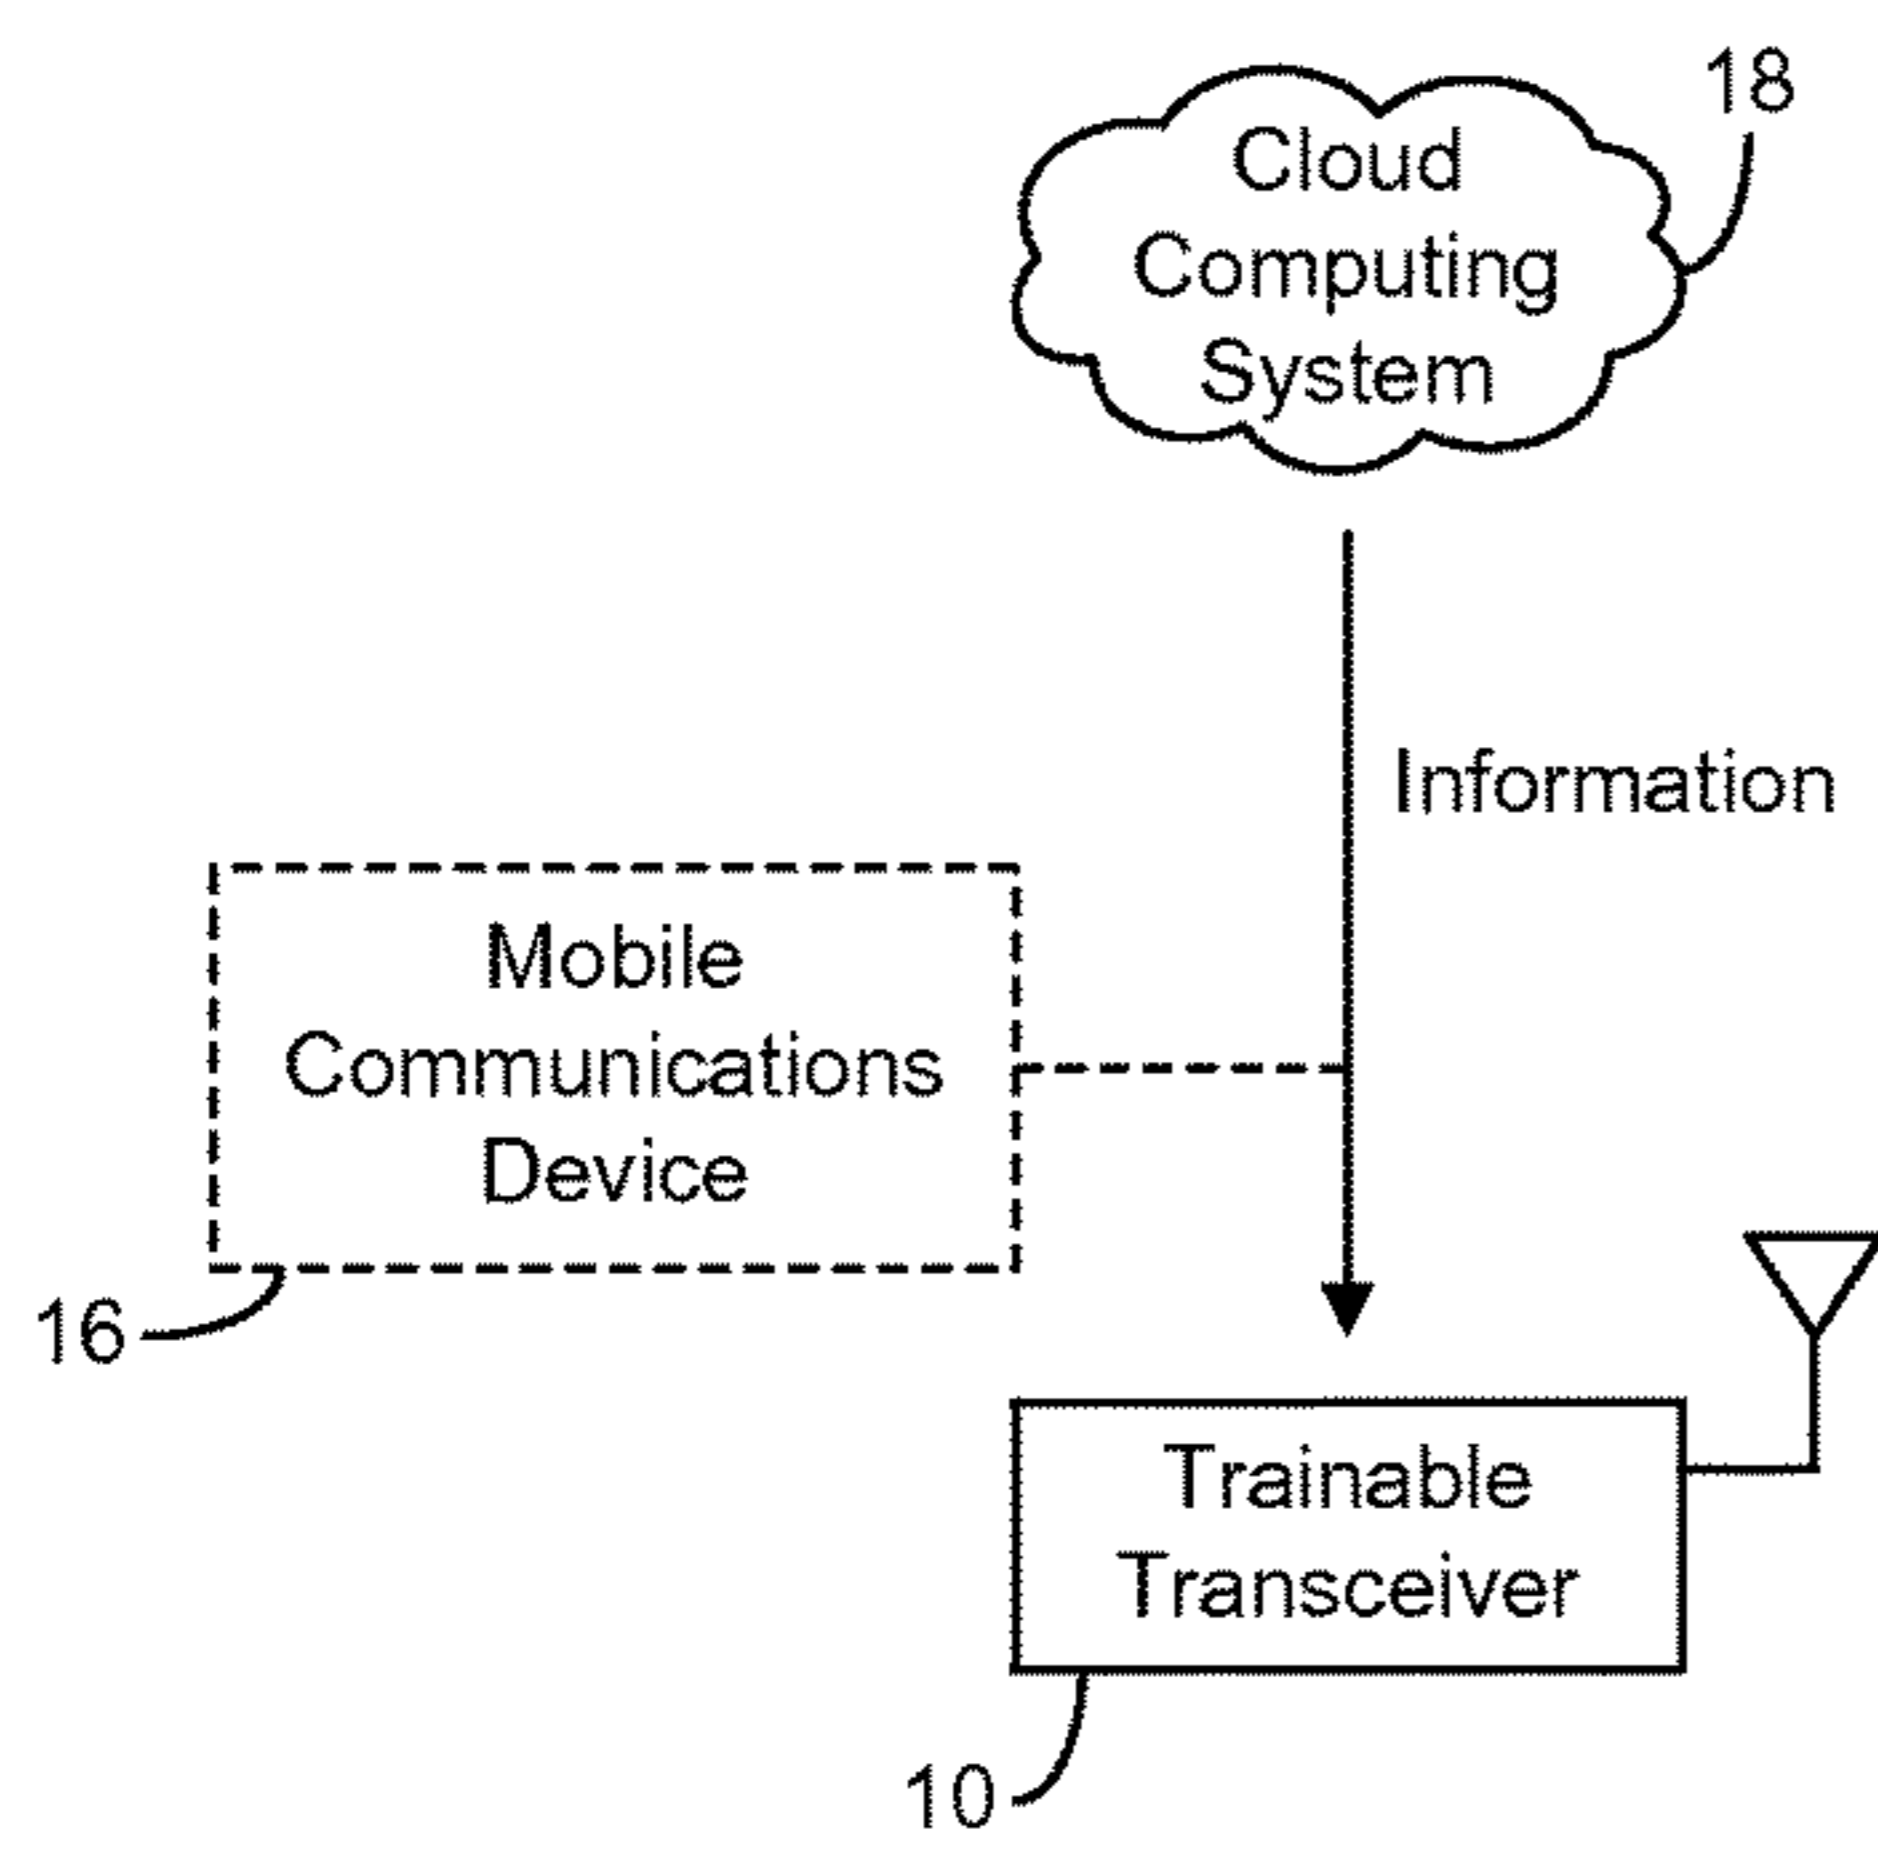 18
Cloud
Computing
System
Information
Mobile
Communications
Device
16
Trainable
Transceiver
10